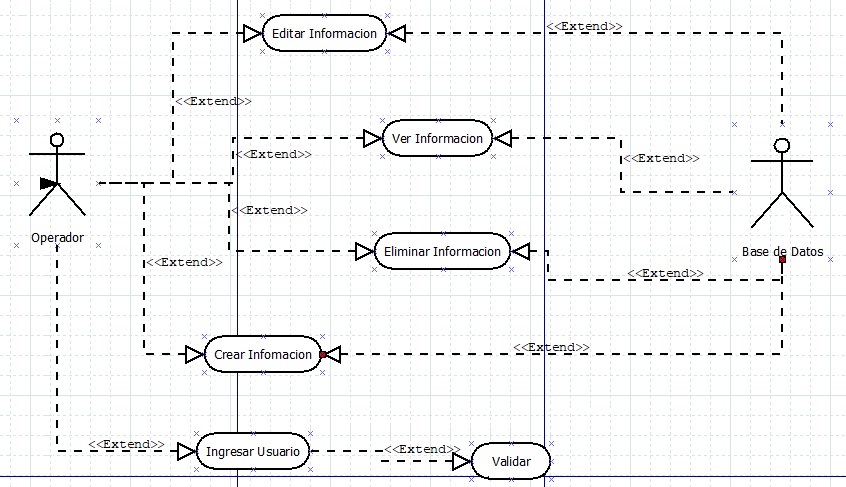 Editar Informacion
<<Extend>>
<<Extend>>
Ver Informacion
<<Extend>>
<<Extend>>
<<Extend>>
Operador
Eliminar Informacion
Base de Datos
<<Extend>>
<<Extend>>
Crear Infomacion
<<Extend>>
<<Extend>>
Ingresar Usuario
<<Extend>>
Validar